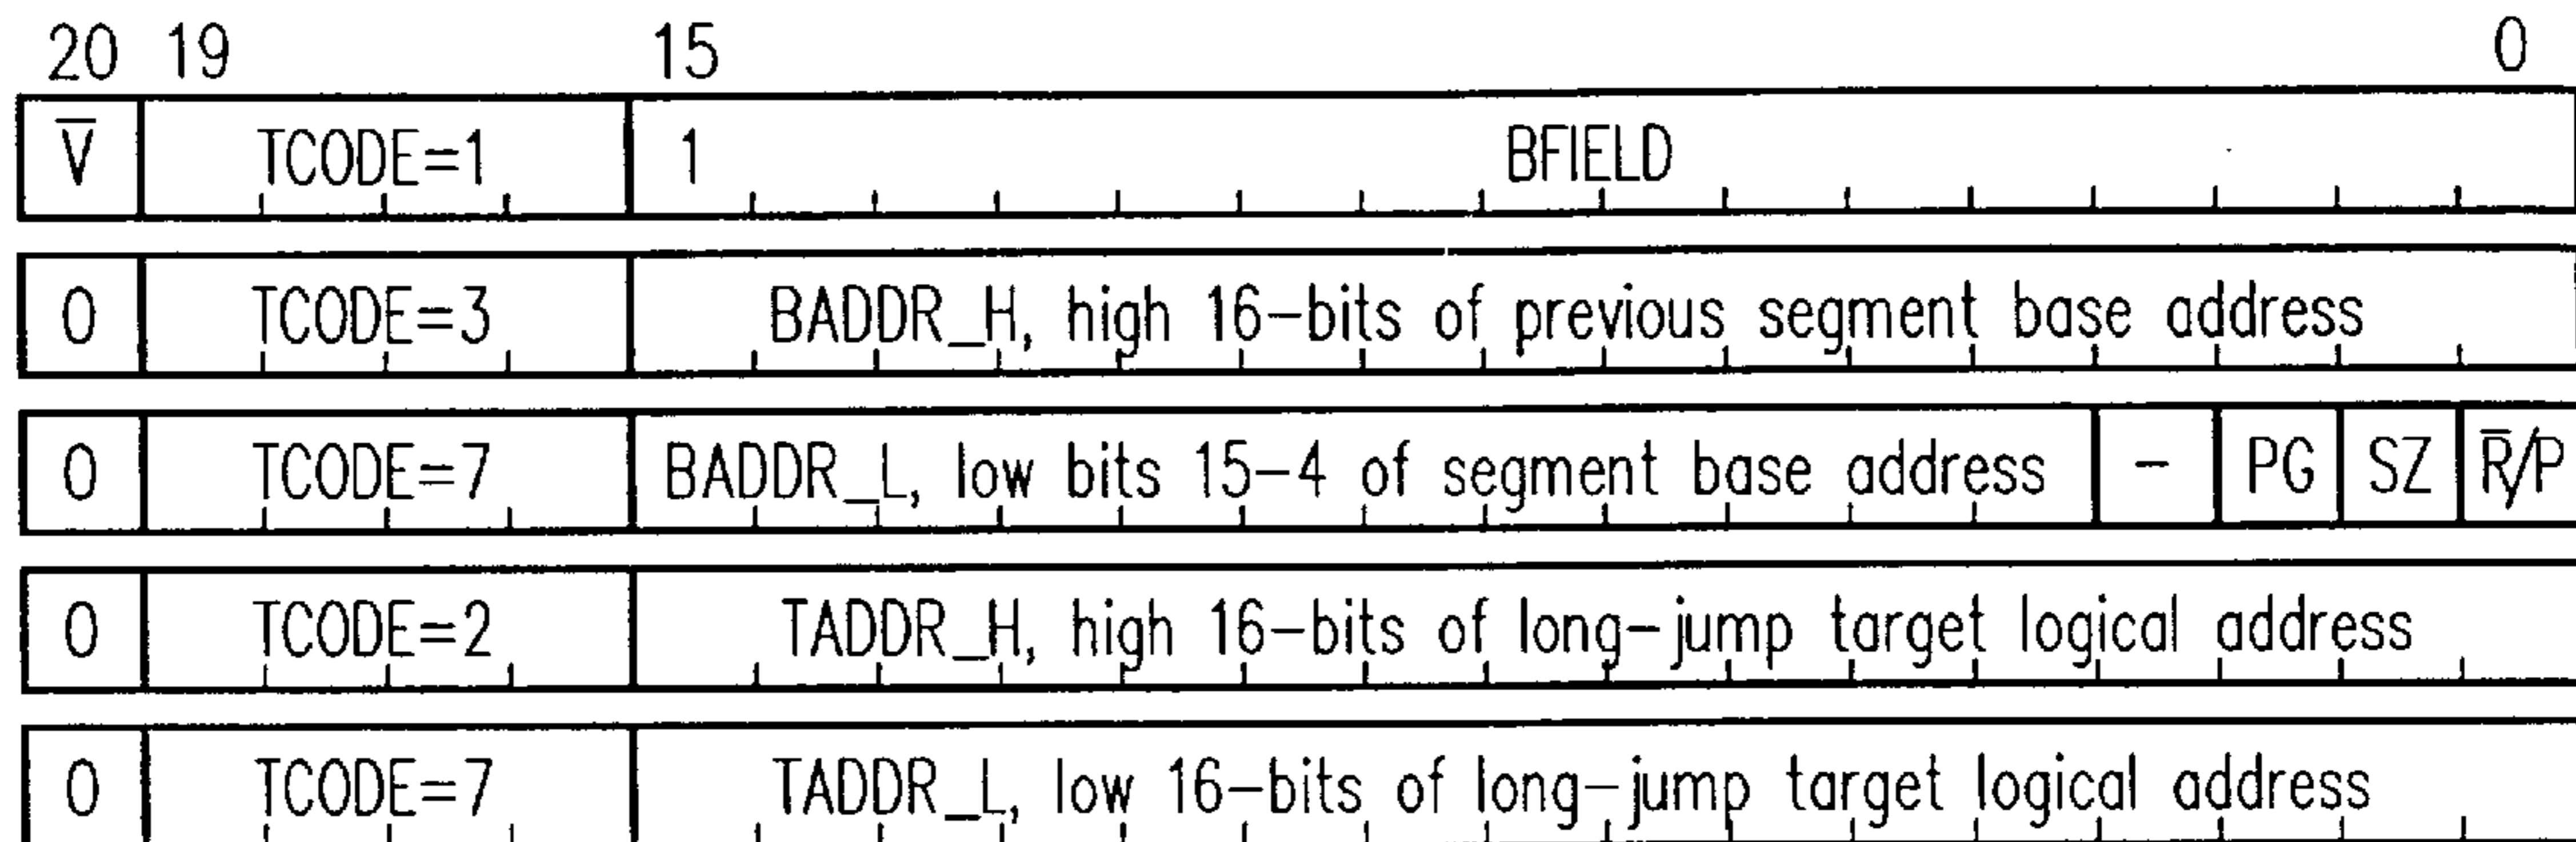 20 19 15 0
V̅ TCODE=1 1 BFIELD
0 TCODE=3 BADDR_H, high 16-bits of previous segment base address
0 TCODE=7 BADDR_L, low bits 15-4 of segment base address - PG SZ R̅/P
0 TCODE=2 TADDR_H, high 16-bits of long-jump target logical address
0 TCODE=7 TADDR_L, low 16-bits of long-jump target logical address